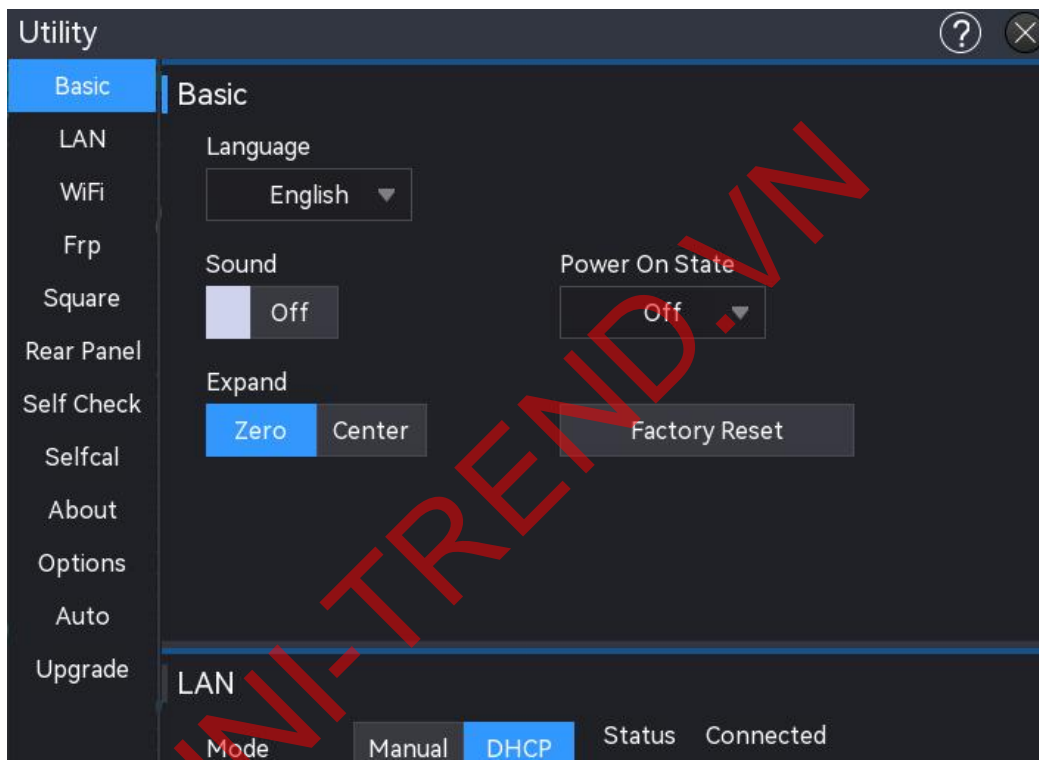 Utility
?
Basic
LAN
WiFi
Frp
Square
Rear Panel
Self Check
Selfcal
About
Options
Auto
Upgrade
Basic
Language
English
Sound
Power On State
Off
Off
Expand
Zero Center
Factory Reset
LAN
Mode Manual DHCP Status Connected
UNI-TREND.VN